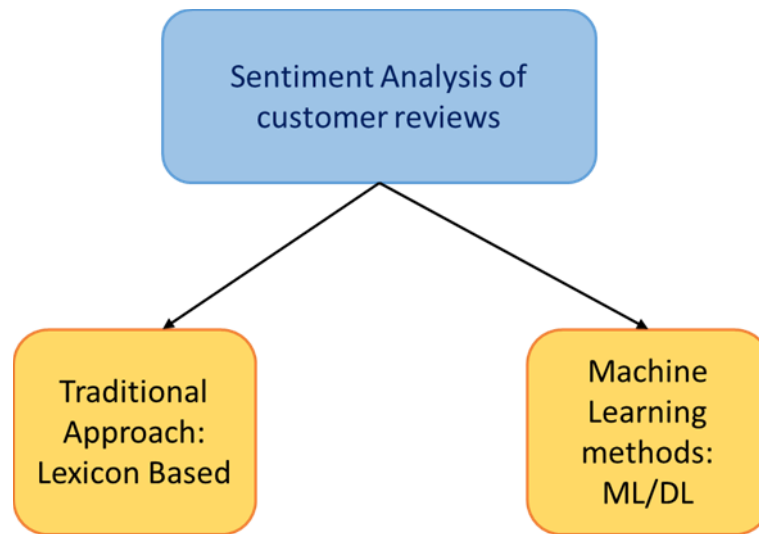 Sentiment Analysis of
customer reviews
Traditional
Approach:
Lexicon Based
Machine
Learning
methods:
ML/DL